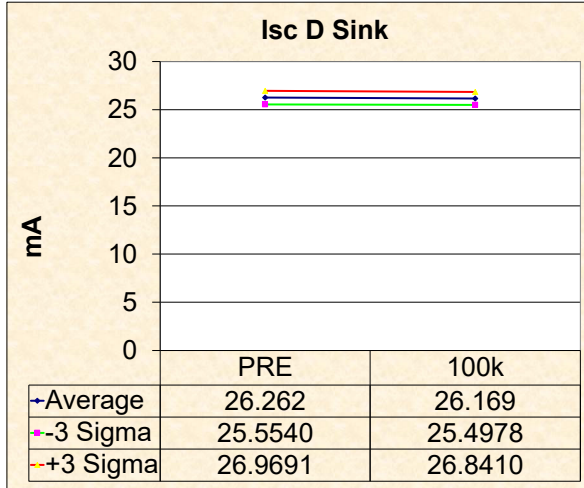 Isc D Sink
30
25
20
15
10
5
0
mA
PRE 100k
Average 26.262 26.169
-3 Sigma 25.5540 25.4978
+3 Sigma 26.9691 26.8410